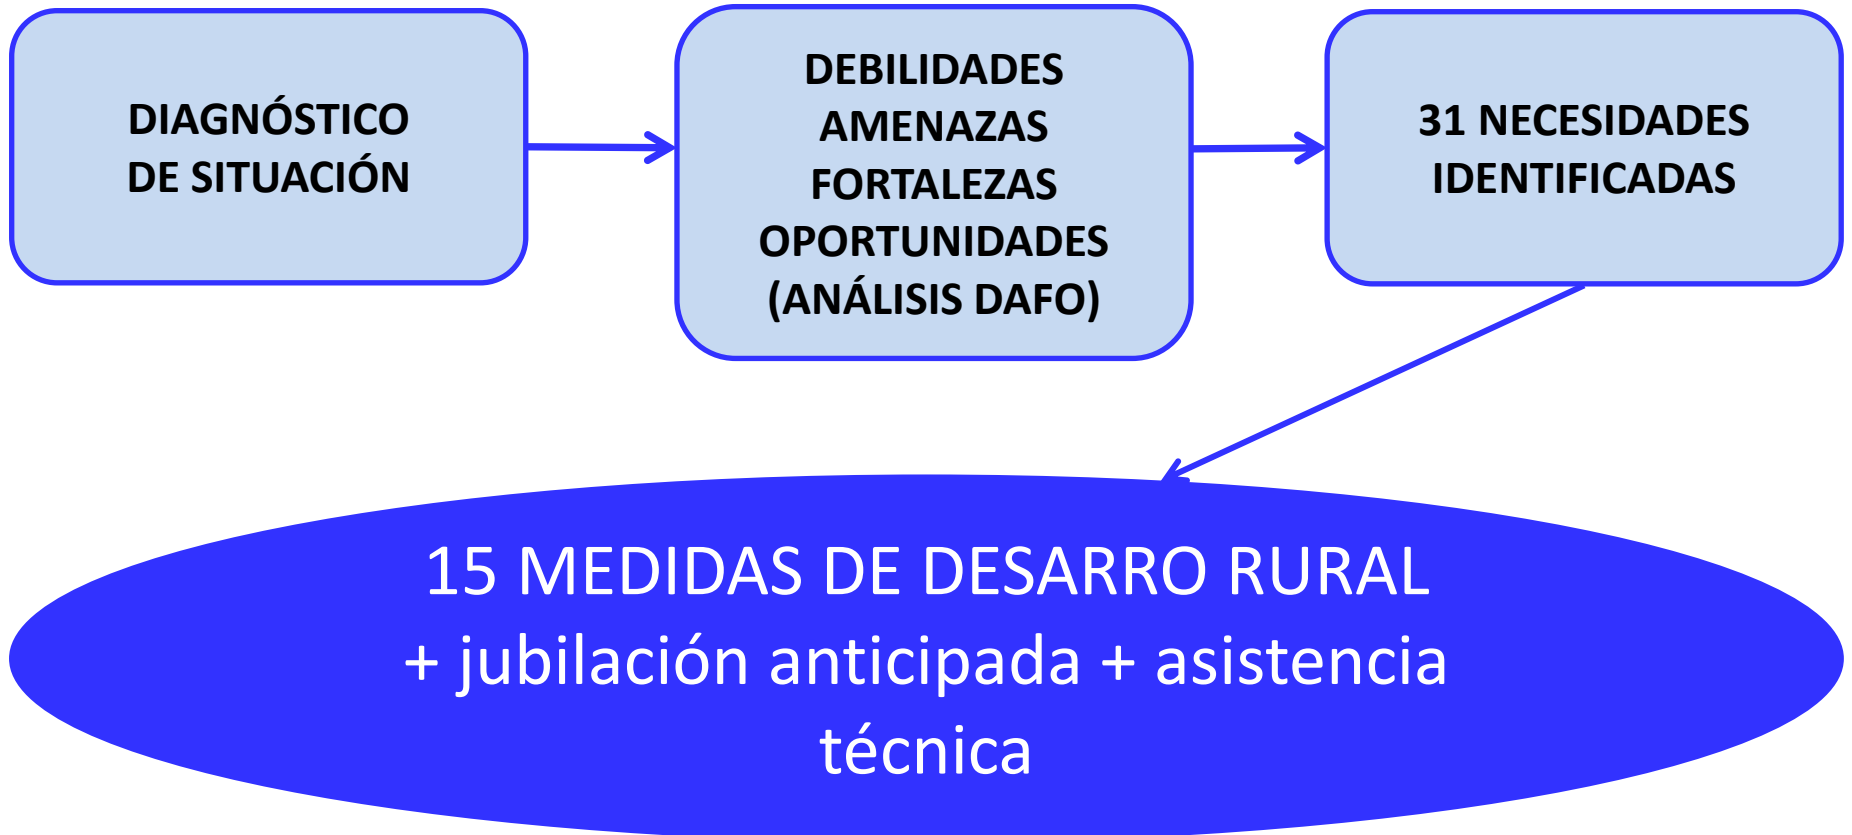 DIAGNÓSTICO
DE SITUACIÓN
DEBILIDADES
AMENAZAS
FORTALEZAS
OPORTUNIDADES
(ANÁLISIS DAFO)
31 NECESIDADES
IDENTIFICADAS
15 MEDIDAS DE DESARRO RURAL
+ jubilación anticipada + asistencia
técnica